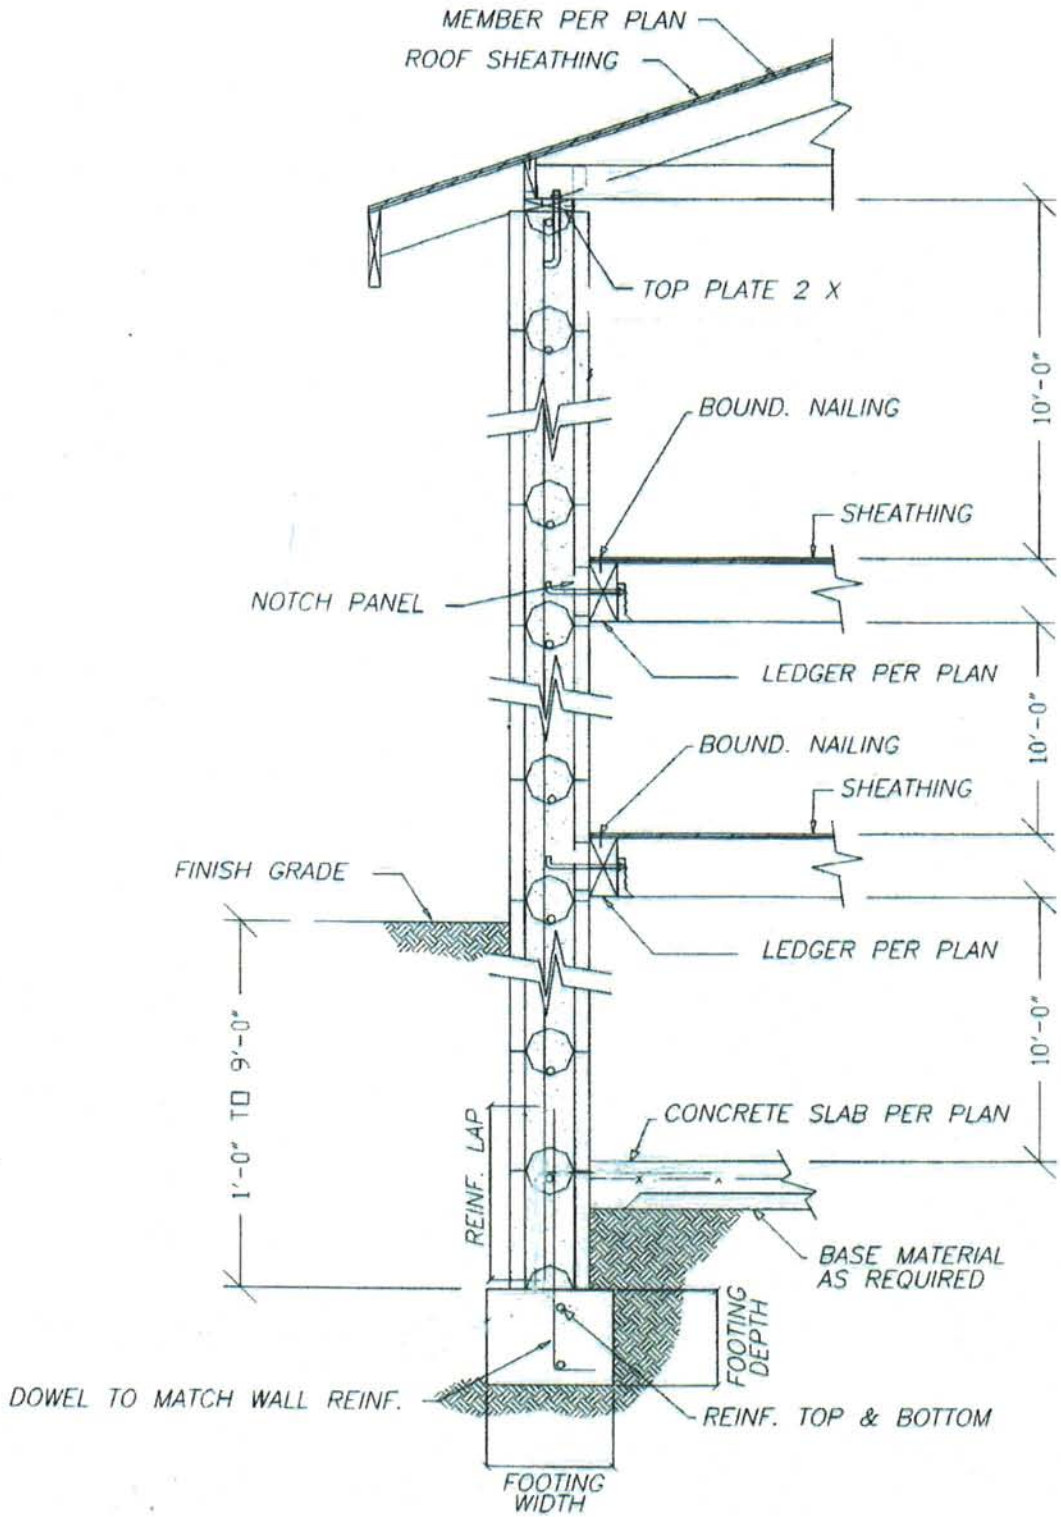 MEMBER PER PLAN
ROOF SHEATHING
TOP PLATE 2 X
10'-0"
BOUND. NAILING
SHEATHING
NOTCH PANEL
LEDGER PER PLAN
10'-0"
BOUND. NAILING
SHEATHING
FINISH GRADE
LEDGER PER PLAN
1'-0" TO 9'-0"
10'-0"
REINF. LAP
CONCRETE SLAB PER PLAN
BASE MATERIAL
AS REQUIRED
FOOTING
DEPTH
DOWEL TO MATCH WALL REINF.
REINF. TOP & BOTTOM
FOOTING
WIDTH